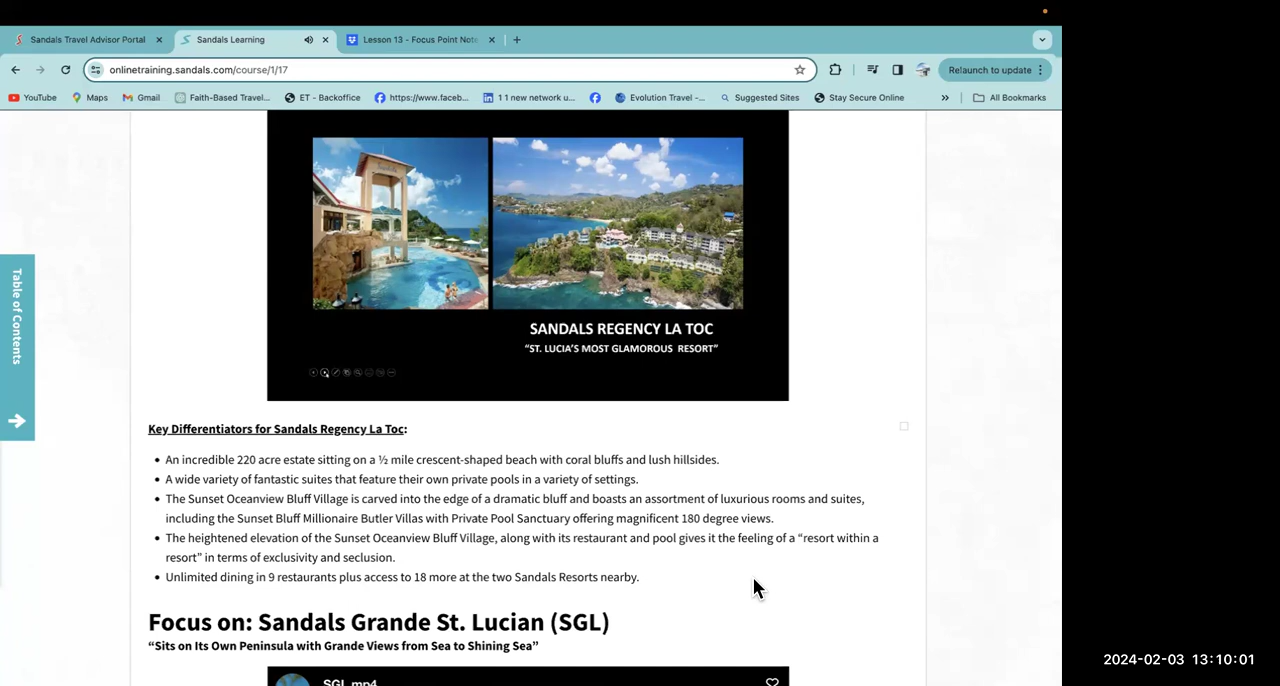 Sandals Travel Advisor Portal
Sandals Learning
Lesson 13 - Focus Point Note
onlinetraining.sandals.com/course/1/17
Relaunch to update
YouTube
Maps
Gmail
Faith-Based Travel...
ET - Backoffice
https://www.faceb...
1 1 new network u...
Evolution Travel -...
Suggested Sites
Stay Secure Online
»
All Bookmarks
Table of Contents
SANDALS REGENCY LA TOC
“ST. LUCIA’S MOST GLAMOROUS RESORT”
Key Differentiators for Sandals Regency La Toc:
• An incredible 220 acre estate sitting on a ½ mile crescent-shaped beach with coral bluffs and lush hillsides.
• A wide variety of fantastic suites that feature their own private pools in a variety of settings.
• The Sunset Oceanview Bluff Village is carved into the edge of a dramatic bluff and boasts an assortment of luxurious rooms and suites,
including the Sunset Bluff Millionaire Butler Villas with Private Pool Sanctuary offering magnificent 180 degree views.
• The heightened elevation of the Sunset Oceanview Bluff Village, along with its restaurant and pool gives it the feeling of a “resort within a
resort” in terms of exclusivity and seclusion.
• Unlimited dining in 9 restaurants plus access to 18 more at the two Sandals Resorts nearby.
Focus on: Sandals Grande St. Lucian (SGL)
“Sits on Its Own Peninsula with Grande Views from Sea to Shining Sea”
SGL.mp4
2024-02-03 13:10:01